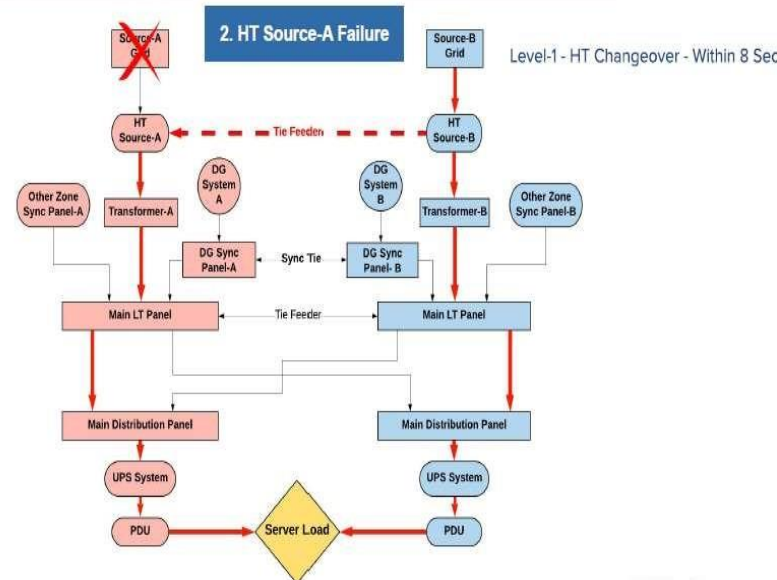 2. HT Source-A Failure
Source-A
Grid
Source-B
Grid
Level-1 - HT Changeover - Within 8 Sec
HT
Source-A
Tie Feeder
HT
Source-B
DG
System
A
DG
System
B
Other Zone
Sync Panel-A
Transformer-A
Transformer-B
Other Zone
Sync Panel-B
DG Sync
Panel-A
Sync Tie
DG Sync
Panel- B
Main LT Panel
Tie Feeder
Main LT Panel
Main Distribution Panel
Main Distribution Panel
UPS System
UPS System
PDU
Server Load
PDU